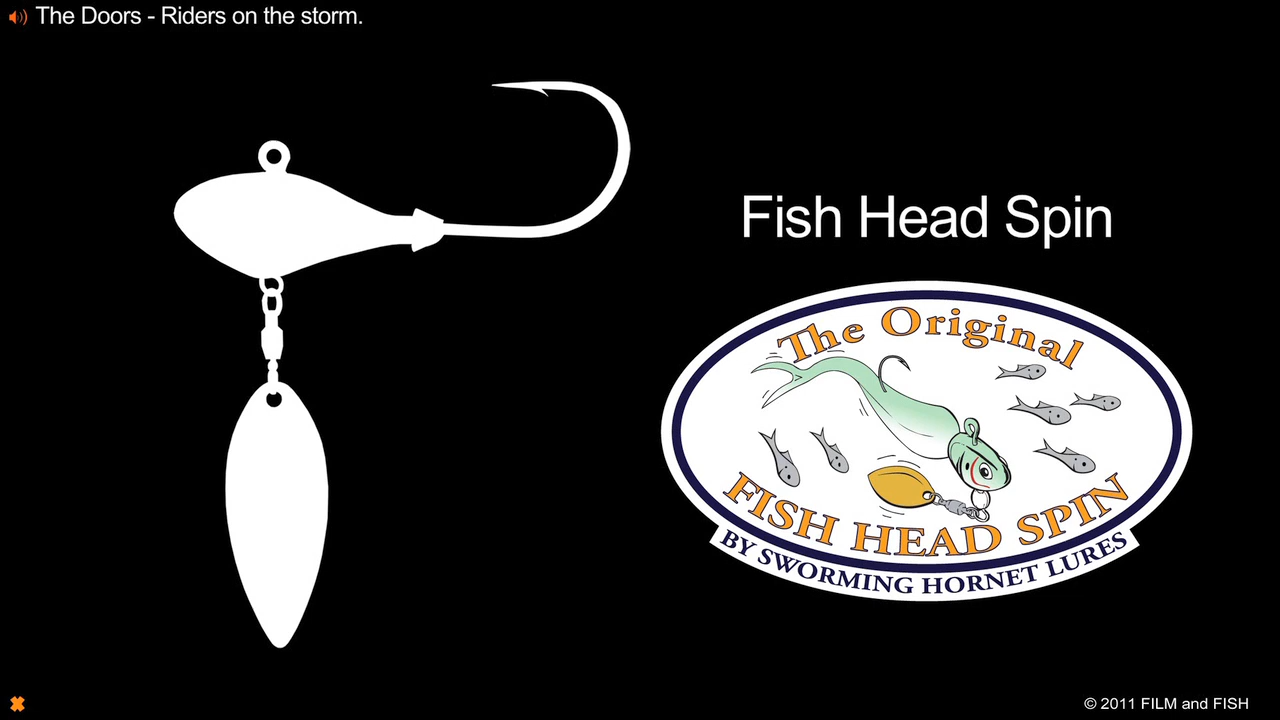 The Doors - Riders on the storm.
Fish Head Spin
The Original
FISH HEAD SPIN
BY SWORMING HORNET LURES
© 2011 FILM and FISH